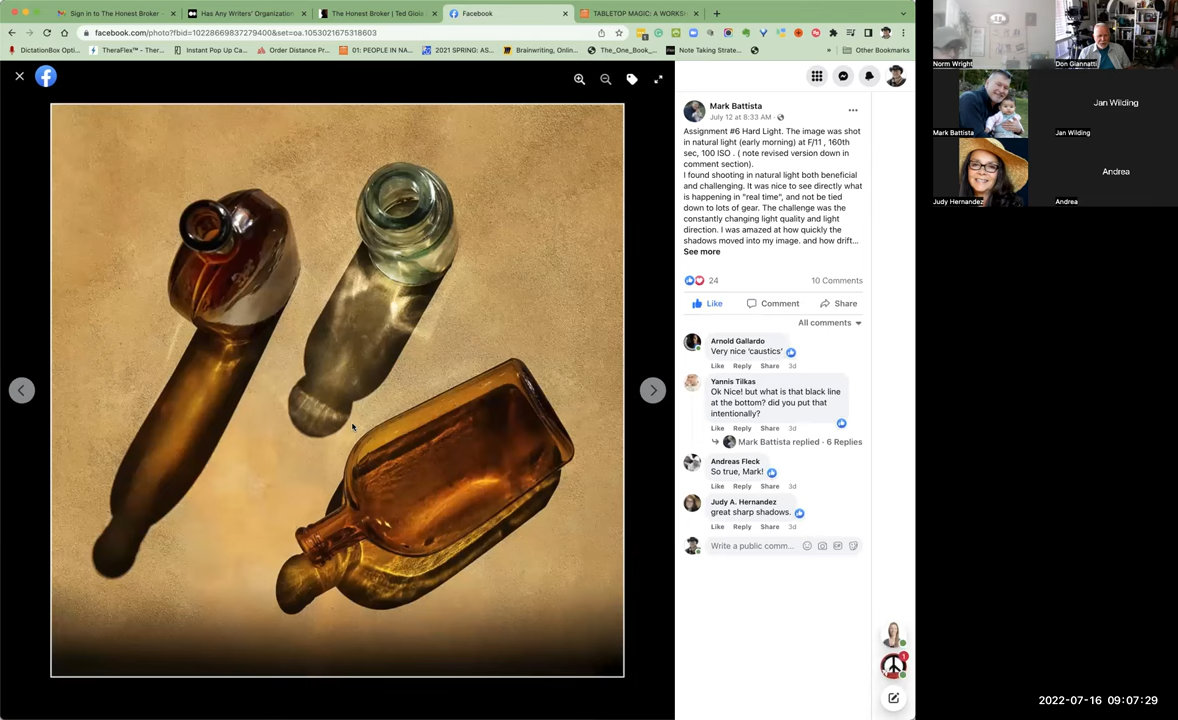 Sign in to The Honest Broker
Has Any Writers' Organization
The Honest Broker | Ted Gioia
Facebook
TABLETOP MAGIC: A WORKSH
facebook.com/photo?fbid=10228669837279400&set=oa.1053021675318603
DictationBox Opti...
TheraFlex™ – Ther...
Instant Pop Up Ca...
Order Distance Pr...
01: PEOPLE IN NA...
2021 SPRING: AS...
Brainwriting, Onlin...
The_One_Book_...
Note Taking Strate...
»
Other Bookmarks
Mark Battista
July 12 at 8:33 AM ·
Assignment #6 Hard Light. The image was shot
in natural light (early morning) at F/11 , 160th
sec, 100 ISO . ( note revised version down in
comment section).
I found shooting in natural light both beneficial
and challenging. It was nice to see directly what
is happening in "real time", and not be tied
down to lots of gear. The challenge was the
constantly changing light quality and light
direction. I was amazed at how quickly the
shadows moved into my image. and how drift...
See more
24
10 Comments
Like
Comment
Share
All comments
Arnold Gallardo
Very nice 'caustics'
Like Reply Share 3d
Yannis Tilkas
Ok Nice! but what is that black line
at the bottom? did you put that
intentionally?
Like Reply Share 3d
Mark Battista replied · 6 Replies
Andreas Fleck
So true, Mark!
Like Reply Share 3d
Judy A. Hernandez
great sharp shadows.
Like Reply Share 3d
Write a public comm...
1
Norm Wright
Don Giannatti
Mark Battista
Jan Wilding
Jan Wilding
Judy Hernandez
Andrea
Andrea
2022-07-16 09:07:29